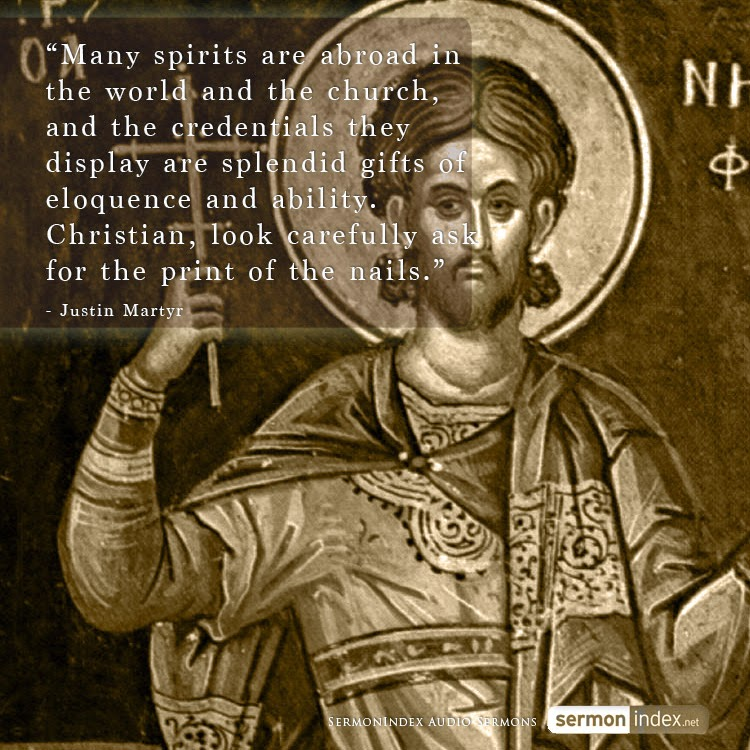 “Many spirits are abroad in
the world and the church,
and the credentials they
display are splendid gifts of
eloquence and ability.
Christian, look carefully ask
for the print of the nails.”
- Justin Martyr
ΝΗ
Φ
SermonIndex Audio Sermons
sermonindex.net